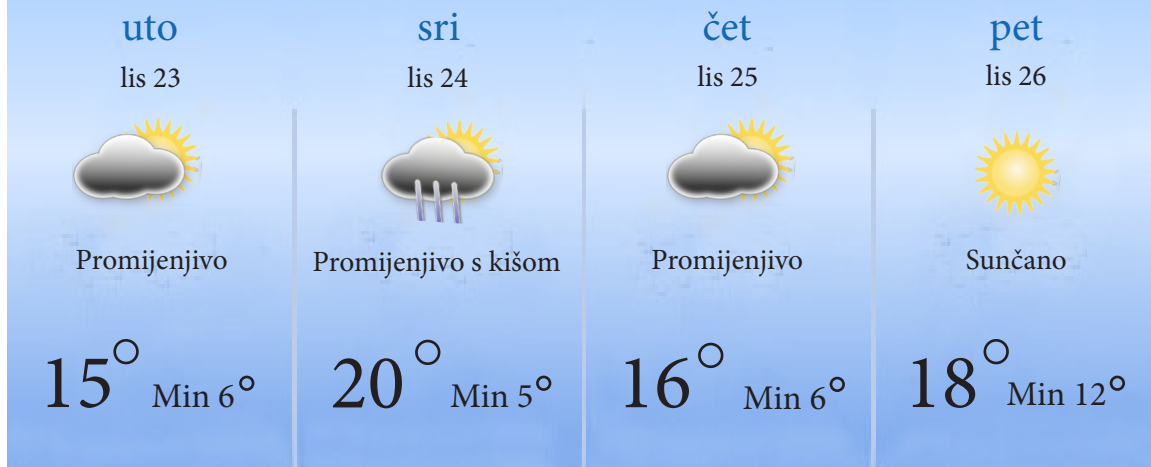 uto
lis 23
Promijenjivo
15° Min 6°
sri
lis 24
Promijenjivo s kišom
20° Min 5°
čet
lis 25
Promijenjivo
16° Min 6°
pet
lis 26
Sunčano
18° Min 12°